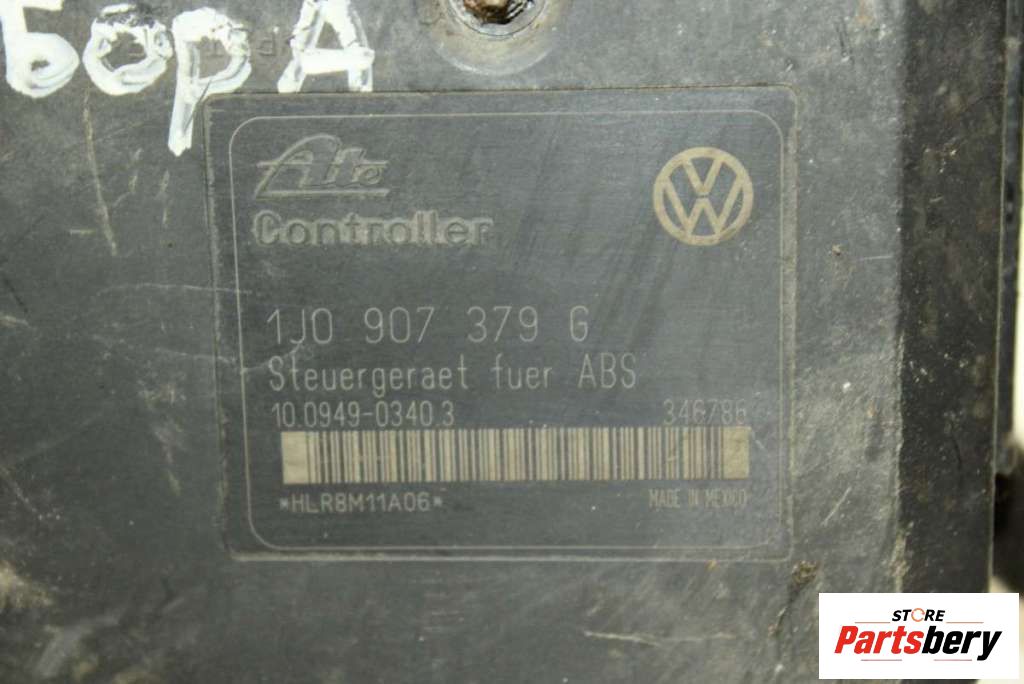 БорА
Ate
Controller
1J0 907 379 G
Steuergeraet fuer ABS
10.0949-0340.3 346786
*HLR8M11A06* MADE IN MEXICO
STORE
Partsbery